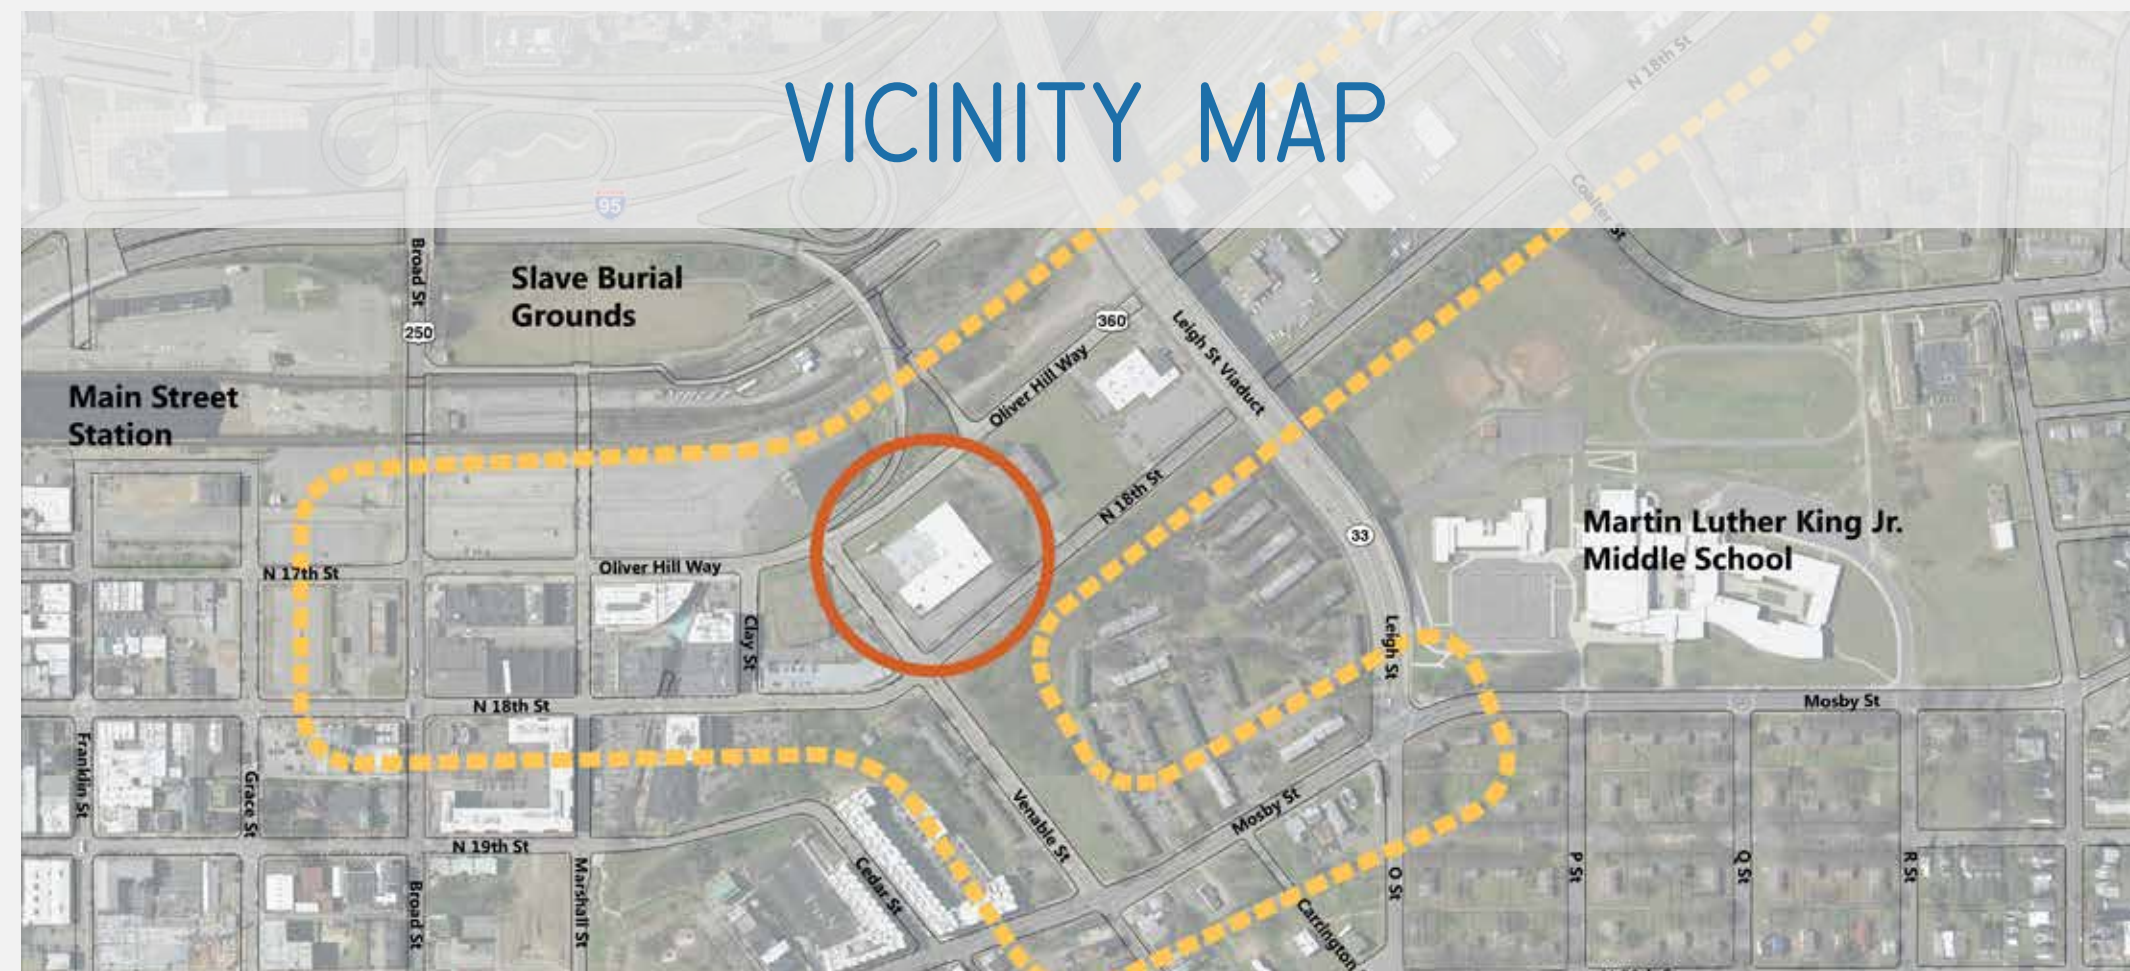 VICINITY MAP
N 18th St
95
Coalter St
Broad St
250
Slave Burial
Grounds
360
Leigh St Viaduct
Oliver Hill Way
Main Street
Station
N 18th St
33
Martin Luther King Jr.
Middle School
N 17th St
Oliver Hill Way
Clay St
Leigh St
N 18th St
Mosby St
Franklin St
Grace St
Venable St
Mosby St
N 19th St
Marshall St
Broad St
Cedar St
Carrington
O St
P St
Q St
R St